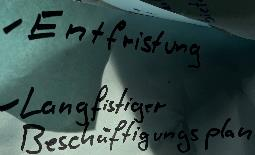 - Entfristung
- Langfistiger
Beschäftigungsplan